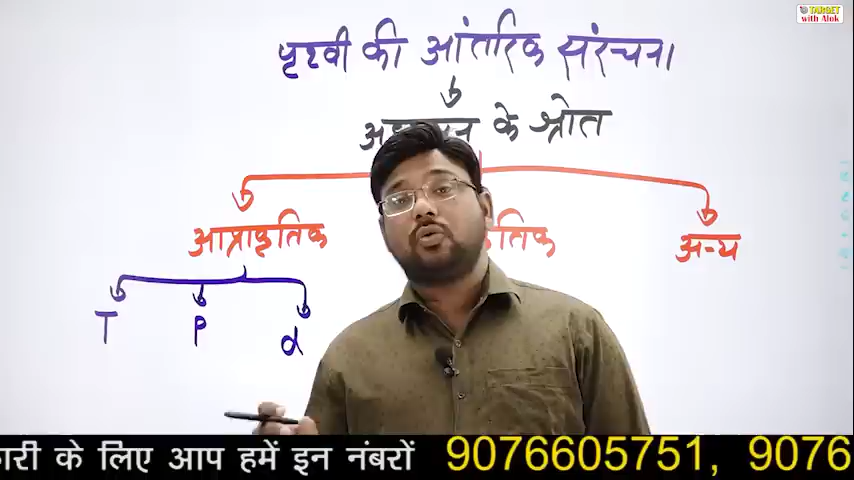 TARGET
with Alok
पृथ्वी की आंतरिक संरचना
के श्रोत
आप्राकृतिक
अन्य
T P d
कारी के लिए आप हमें इन नंबरों 9076605751, 9076